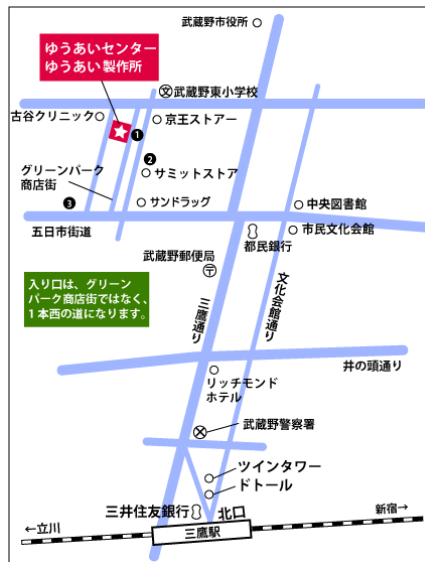 武蔵野市役所
ゆうあいセンター
ゆうあい製作所
武蔵野東小学校
文
古谷クリニック
京王ストアー
1
2
サミットストア
グリーンパーク
商店街
3
サンドラッグ
中央図書館
五日市街道
市民文化会館
都民銀行
武蔵野郵便局
〒
文化会館通り
入り口は、グリーン
パーク商店街ではなく、
1本西の道になります。
三鷹通り
井の頭通り
リッチモンド
ホテル
武蔵野警察署
ツインタワー
ドトール
三井住友銀行
北口
新宿→
←立川
三鷹駅